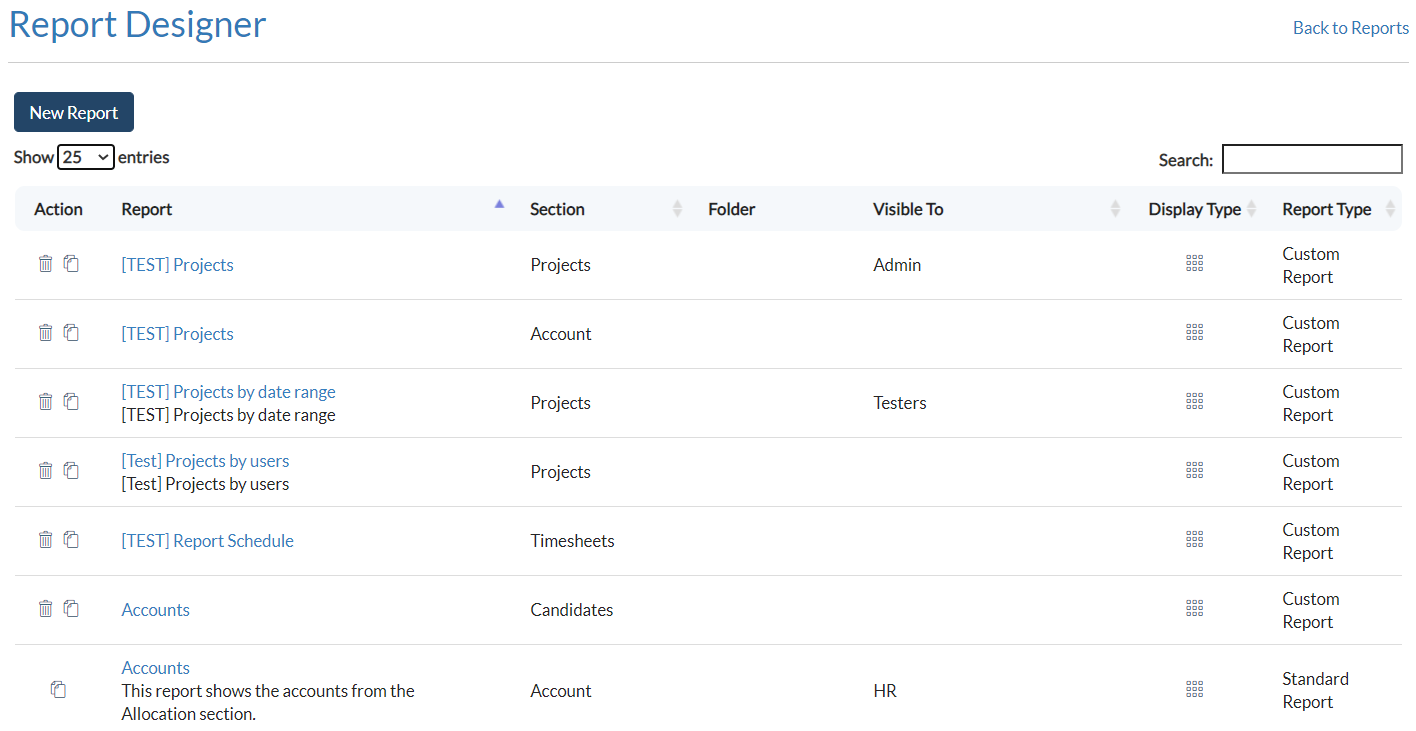 Report Designer
Back to Reports
New Report
Show 25 entries
Search:
Action Report Section Folder Visible To Display Type Report Type
[TEST] Projects Projects Admin Custom
Report
[TEST] Projects Account Custom
Report
[TEST] Projects by date range Custom
[TEST] Projects by date range Projects Testers Report
[Test] Projects by users Custom
[Test] Projects by users Projects Report
[TEST] Report Schedule Timesheets Custom
Report
Accounts Candidates Custom
Report
Accounts
This report shows the accounts from the Account HR Standard
Allocation section. Report